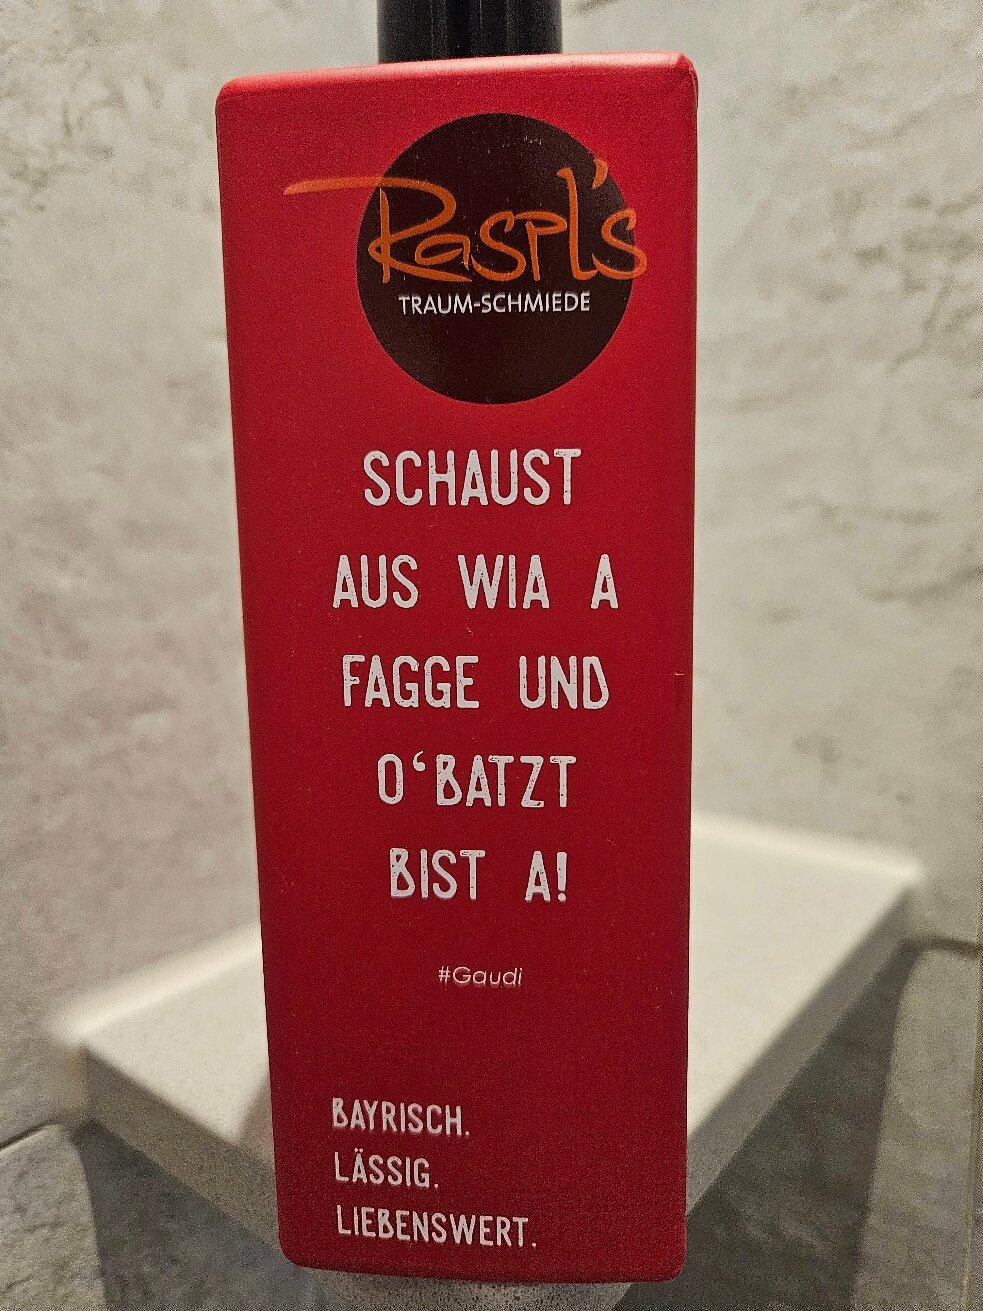 Raspl's
TRAUM-SCHMIEDE
SCHAUST
AUS WIA A
FAGGE UND
O‘BATZT
BIST A!
#Gaudi
BAYRISCH.
LÄSSIG.
LIEBENSWERT.